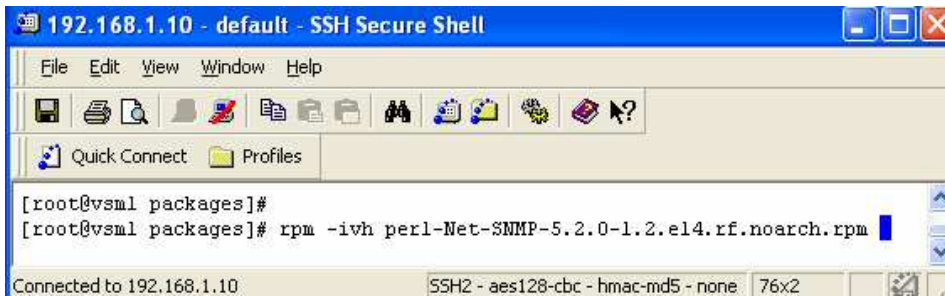 192.168.1.10 - default - SSH Secure Shell
File Edit View Window Help
Quick Connect Profiles
[root@vsm1 packages]#
[root@vsm1 packages]# rpm -ivh perl-Net-SNMP-5.2.0-1.2.el4.rf.noarch.rpm
Connected to 192.168.1.10 SSH2 - aes128-cbc - hmac-md5 - none 76x2